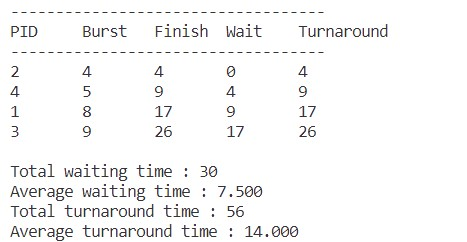 -----------------------------------
PID     Burst   Finish  Wait    Turnaround
-----------------------------------
2       4       4       0       4
4       5       9       4       9
1       8       17      9       17
3       9       26      17      26

Total waiting time : 30
Average waiting time : 7.500
Total turnaround time : 56
Average turnaround time : 14.000